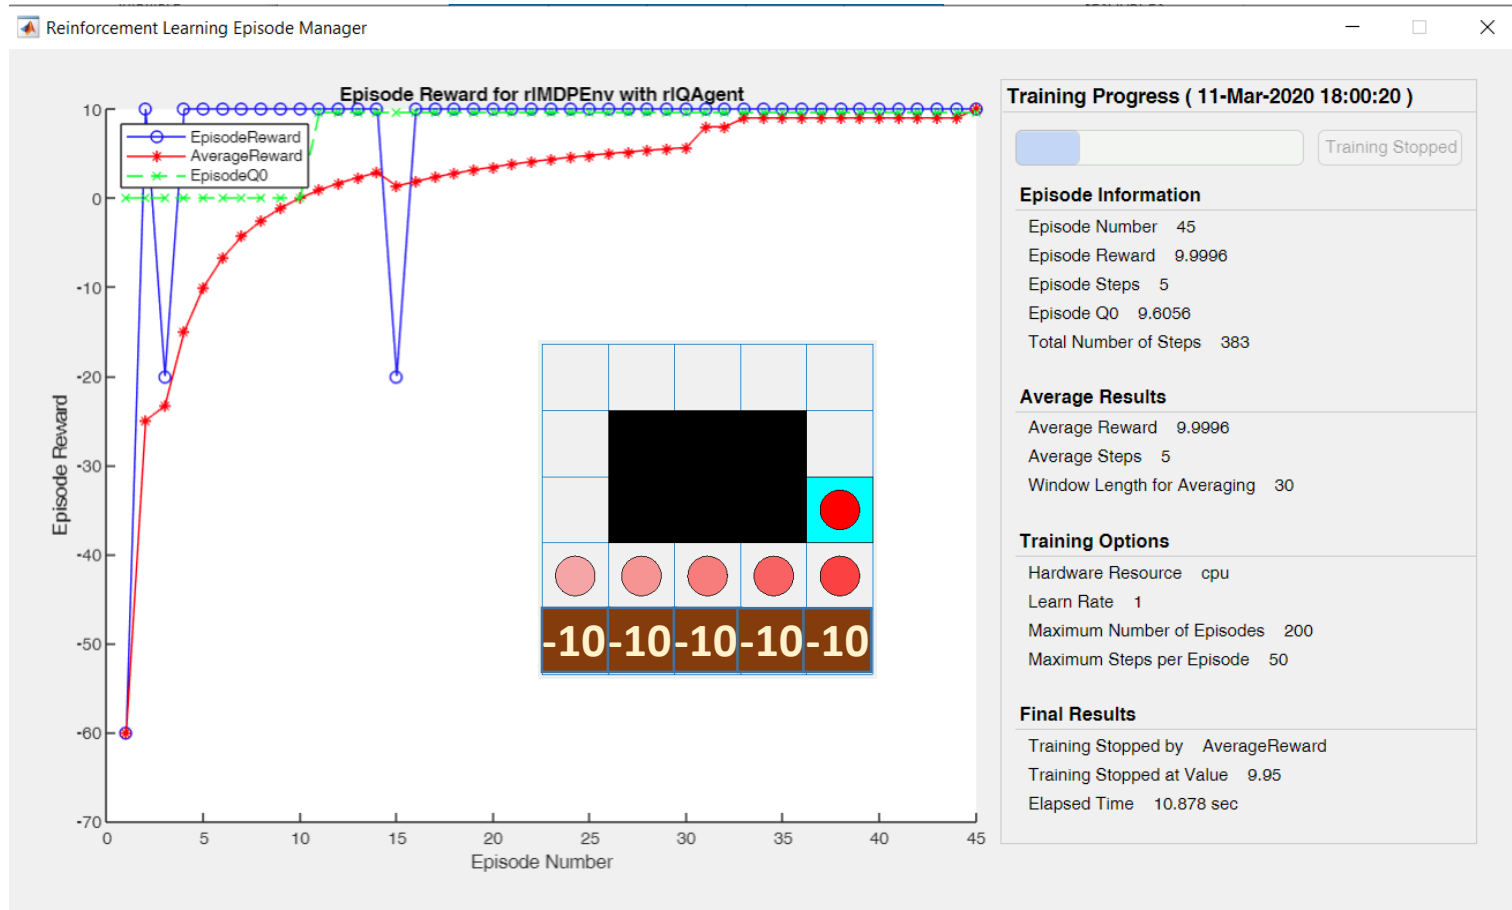 Reinforcement Learning Episode Manager
Episode Reward for rlMDPEnv with rlQAgent
EpisodeReward
AverageReward
EpisodeQ0
10
0
-10
-20
-30
-40
-50
-60
-70
Episode Reward
0 5 10 15 20 25 30 35 40 45
Episode Number
-10 -10 -10 -10 -10
Training Progress ( 11-Mar-2020 18:00:20 )
Training Stopped
Episode Information
Episode Number 45
Episode Reward 9.9996
Episode Steps 5
Episode Q0 9.6056
Total Number of Steps 383
Average Results
Average Reward 9.9996
Average Steps 5
Window Length for Averaging 30
Training Options
Hardware Resource cpu
Learn Rate 1
Maximum Number of Episodes 200
Maximum Steps per Episode 50
Final Results
Training Stopped by AverageReward
Training Stopped at Value 9.95
Elapsed Time 10.878 sec